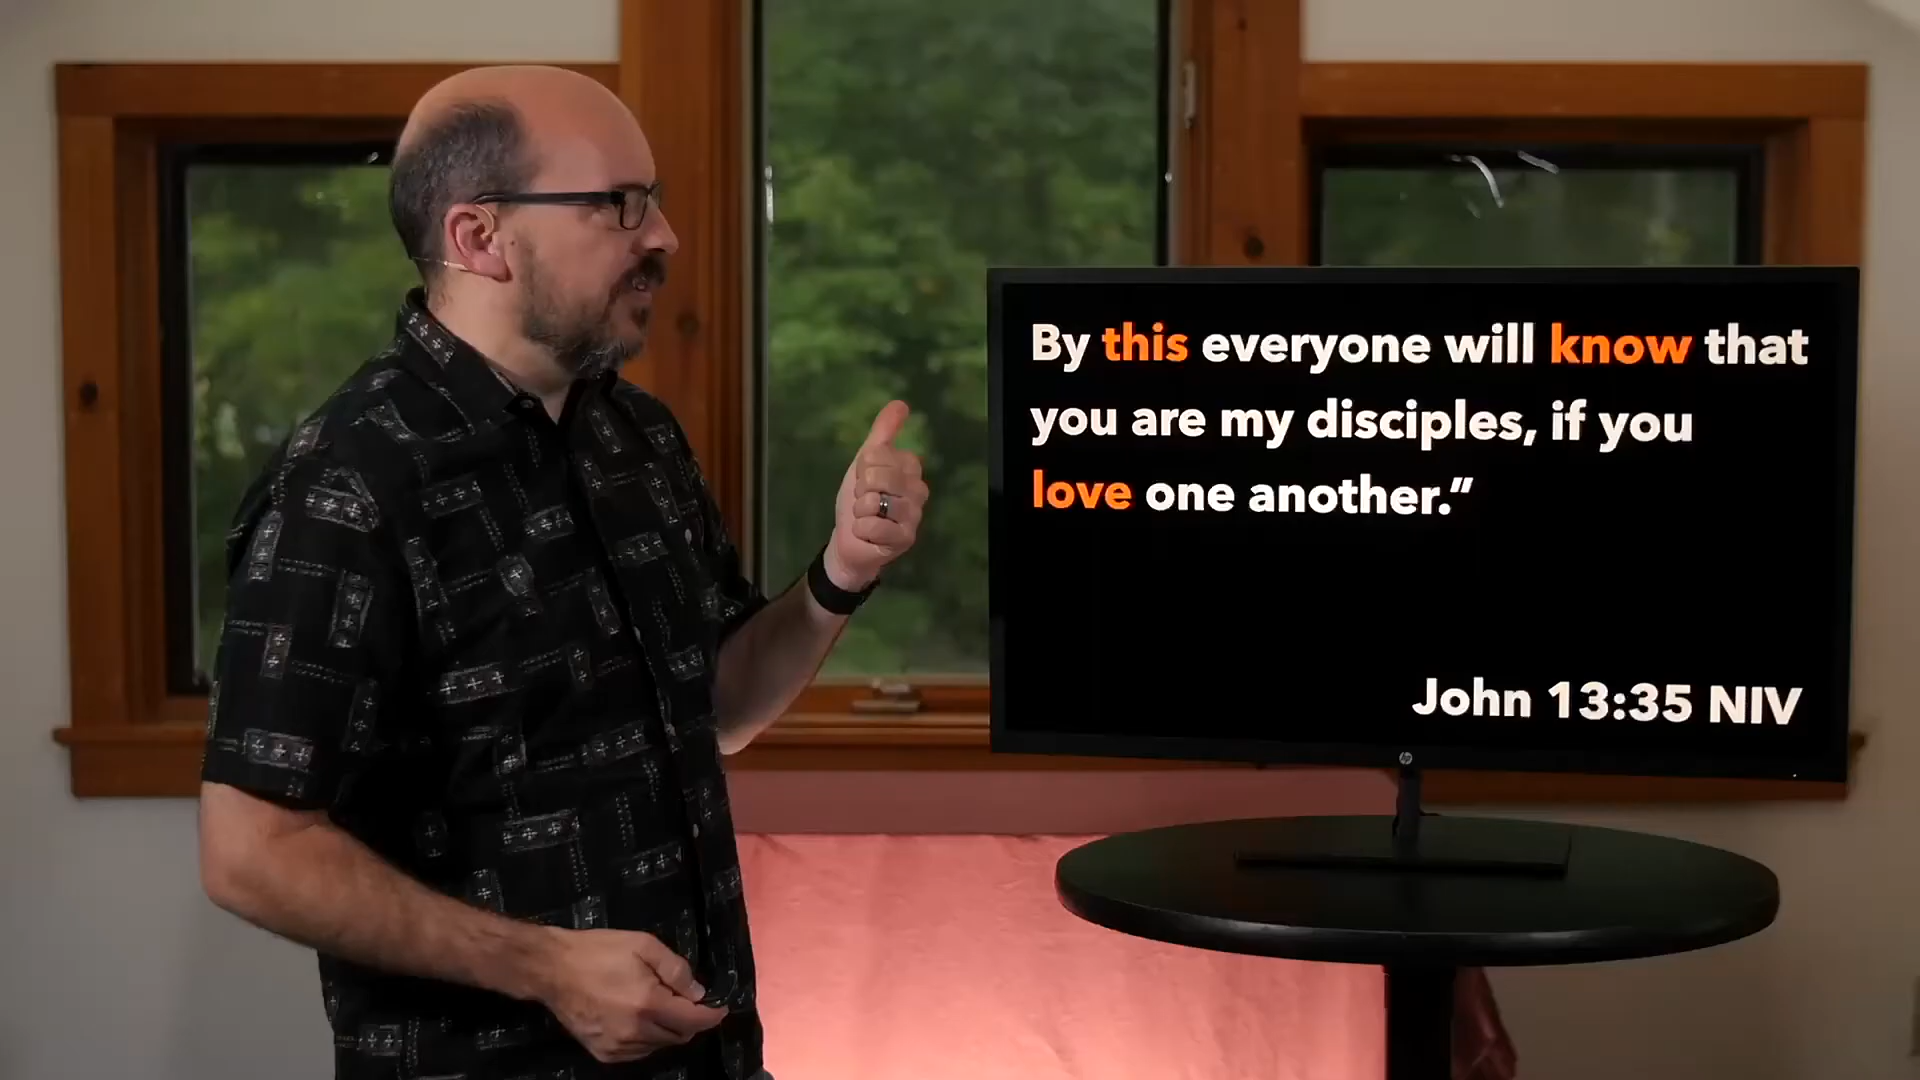 By this everyone will know that
you are my disciples, if you
love one another.”
John 13:35 NIV
hp